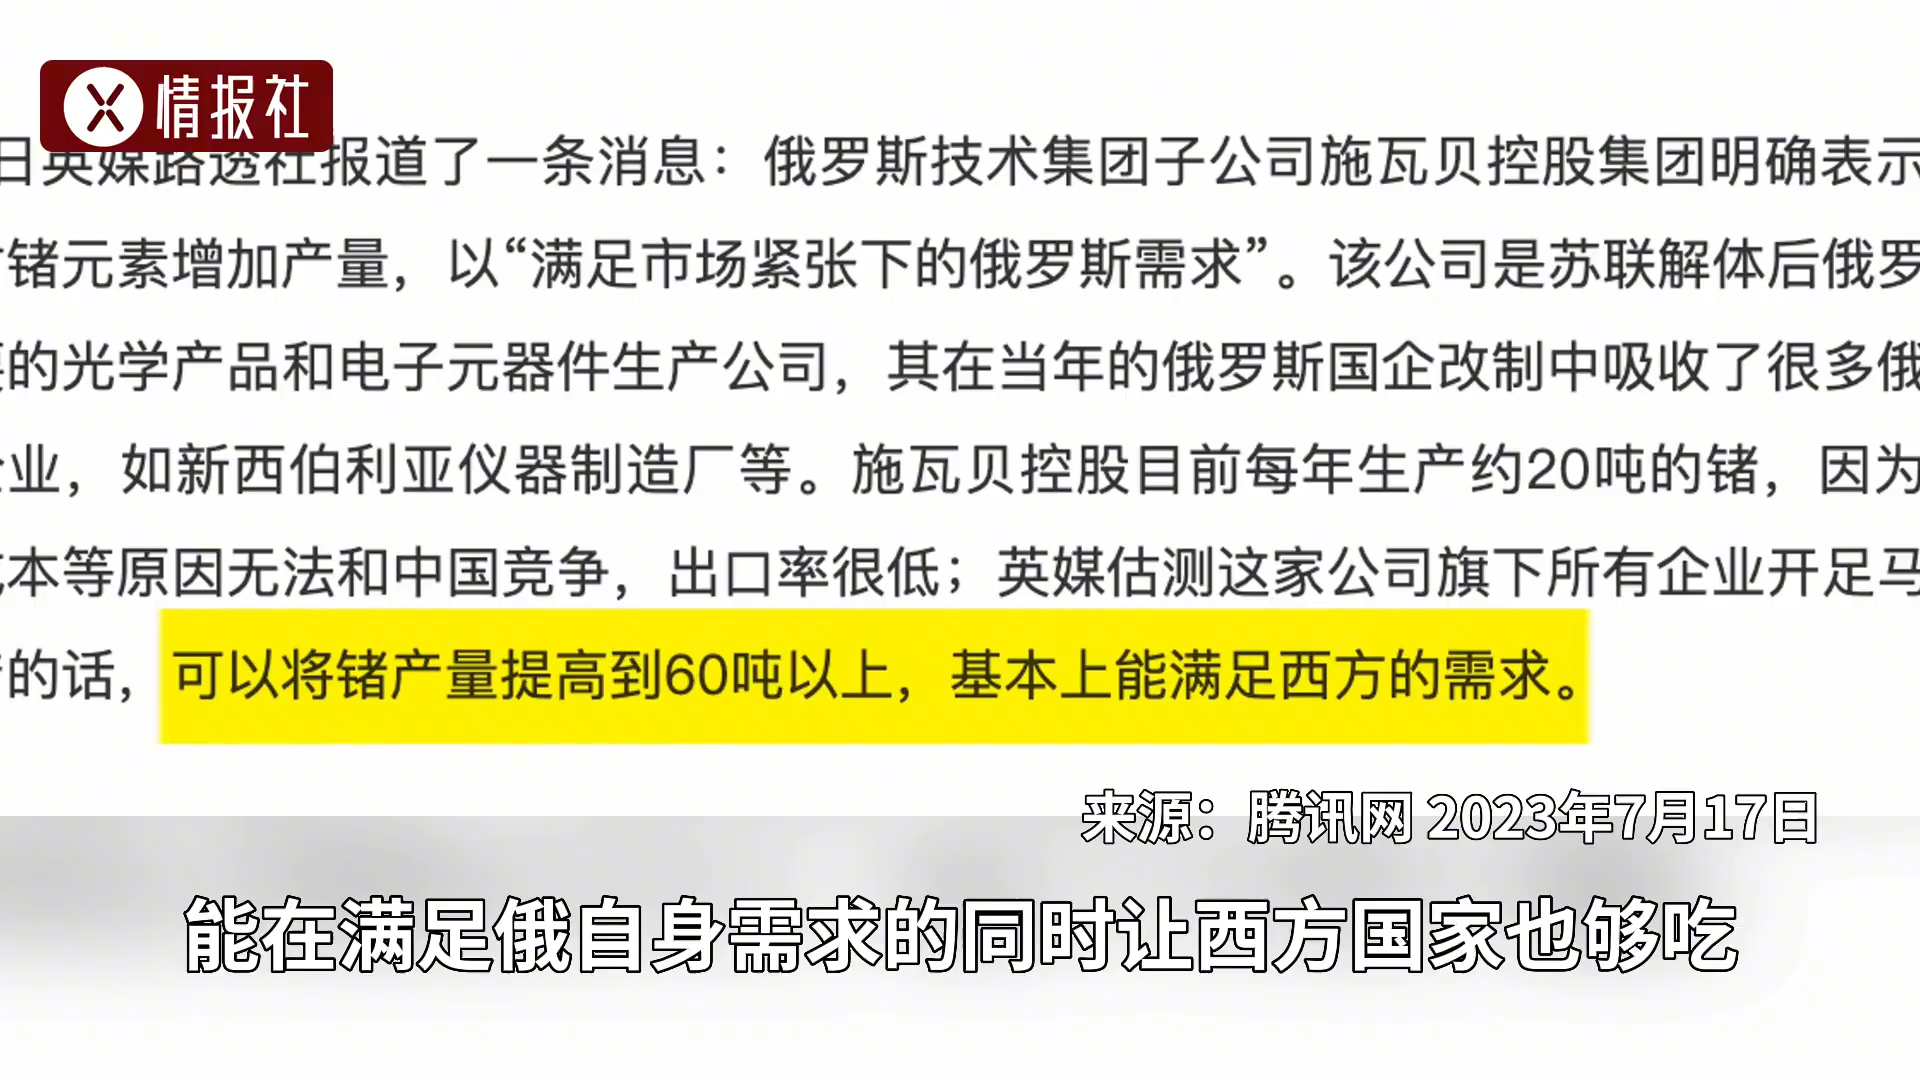 X情报社
日英媒路透社报道了一条消息：俄罗斯技术集团子公司施瓦贝控股集团明确表示
锗元素增加产量，以“满足市场紧张下的俄罗斯需求”。该公司是苏联解体后俄罗
的光学产品和电子元器件生产公司，其在当年的俄罗斯国企改制中吸收了很多俄
业，如新西伯利亚仪器制造厂等。施瓦贝控股目前每年生产约20吨的锗，因为
本等原因无法和中国竞争，出口率很低；英媒估测这家公司旗下所有企业开足马
的话，可以将锗产量提高到60吨以上，基本上能满足西方的需求。
来源：腾讯网 2023年7月17日
能在满足俄自身需求的同时让西方国家也够吃